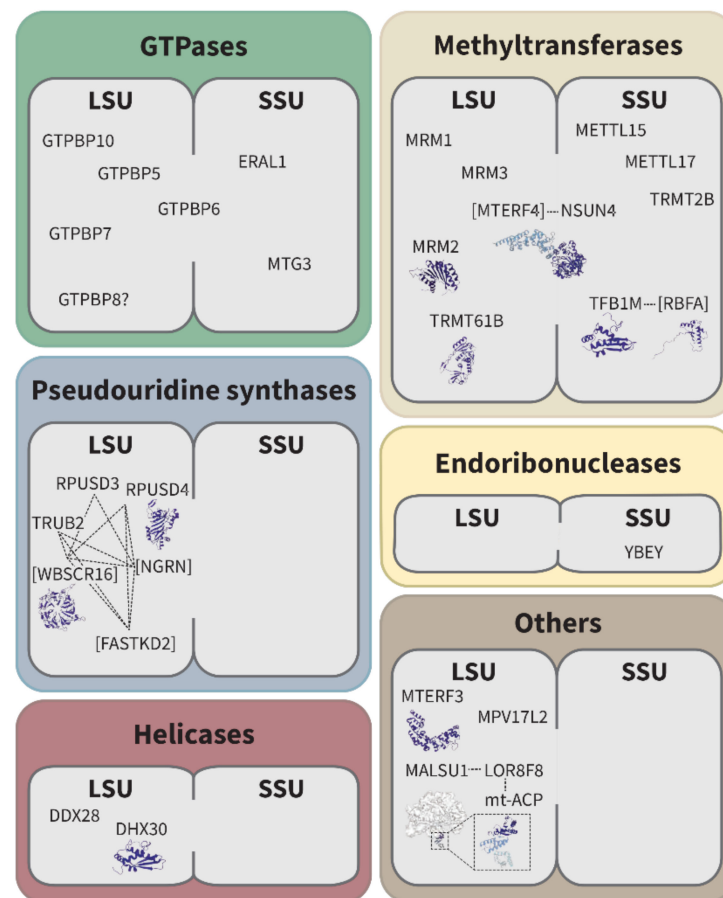 GTPases
LSU SSU
GTPBP10
GTPBP5
ERAL1
GTPBP6
GTPBP7
MTG3
GTPBP8?
Pseudouridine synthases
LSU SSU
RPUSD3
RPUSD4
TRUB2
[WBSCR16]
[NGRN]
[FASTKD2]
Helicases
LSU SSU
DDX28
DHX30
Methyltransferases
LSU SSU
METTL15
MRM1
METTL17
MRM3
TRMT2B
[MTERF4]---NSUN4
MRM2
TFB1M---[RBFA]
TRMT61B
Endoribonucleases
LSU SSU
YBEY
Others
LSU SSU
MTERF3
MPV17L2
MALSU1---LOR8F8
mt-ACP